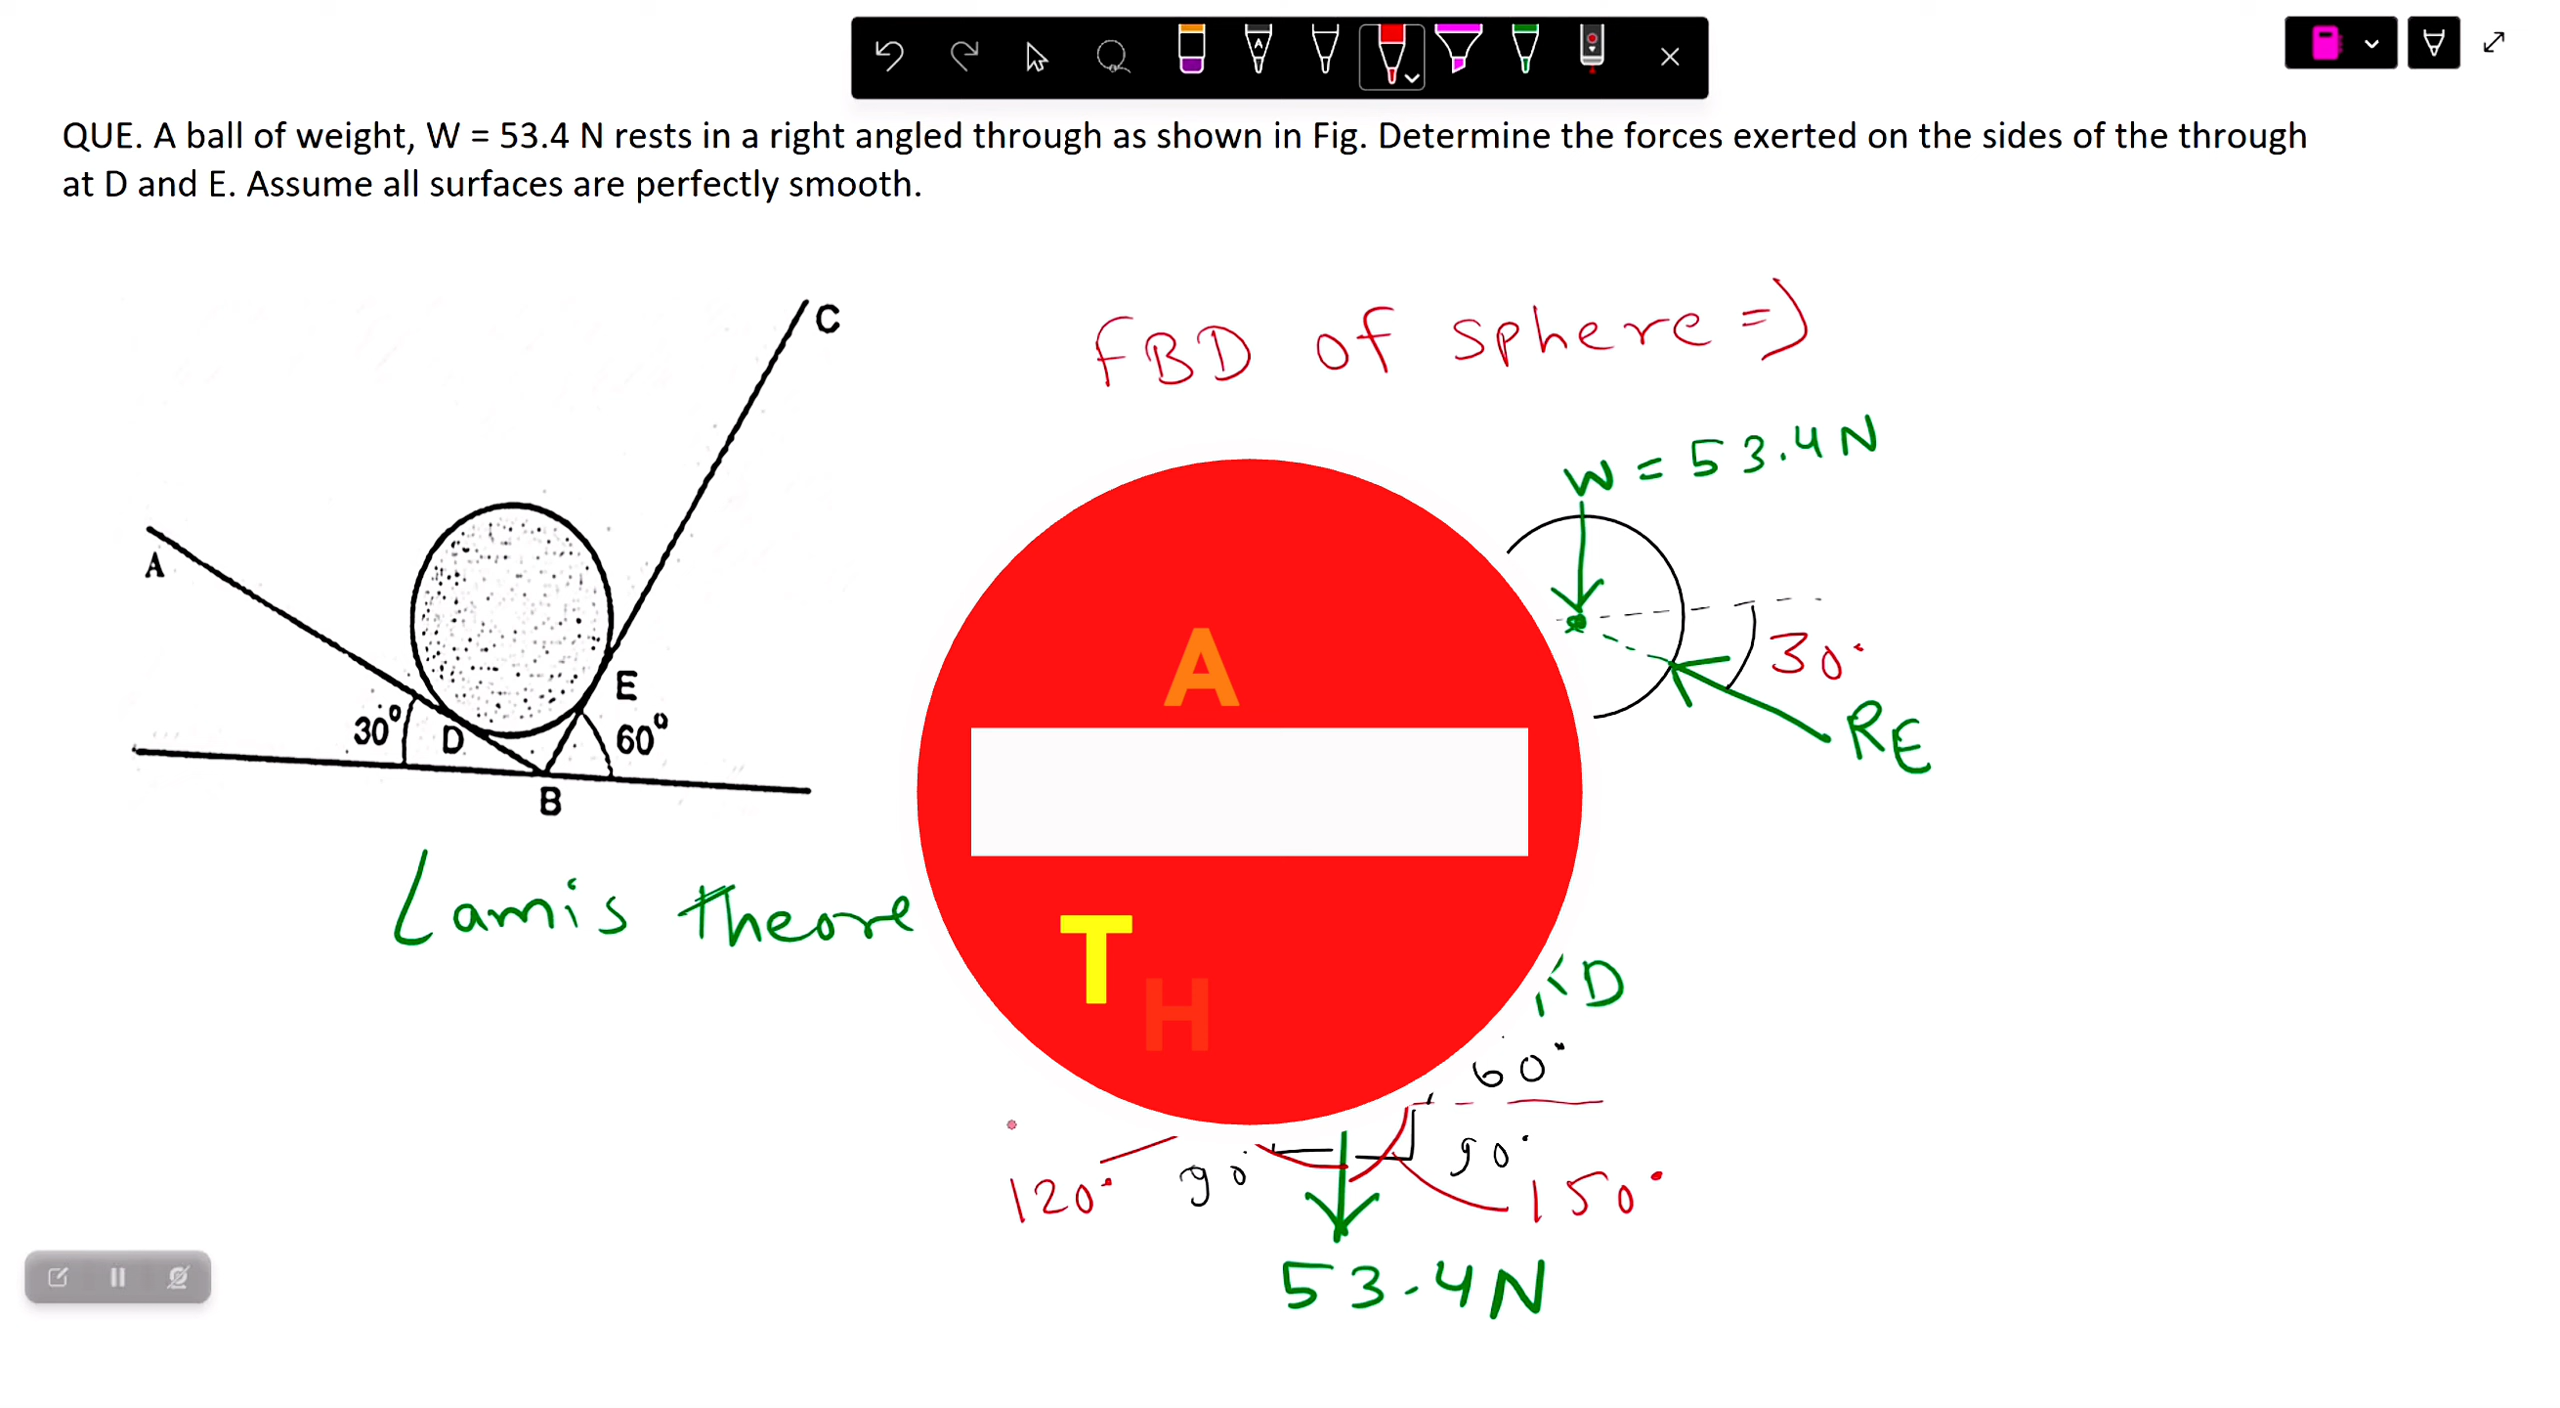 QUE. A ball of weight, W = 53.4 N rests in a right angled through as shown in Fig. Determine the forces exerted on the sides of the through
at D and E. Assume all surfaces are perfectly smooth.
C
FBD of sphere =>
W = 53.4N
A
A
E
30°
D
60°
30°
RE
B
Lamis theore
T
H
D
60°
90°
120°
90°
150°
53.4N